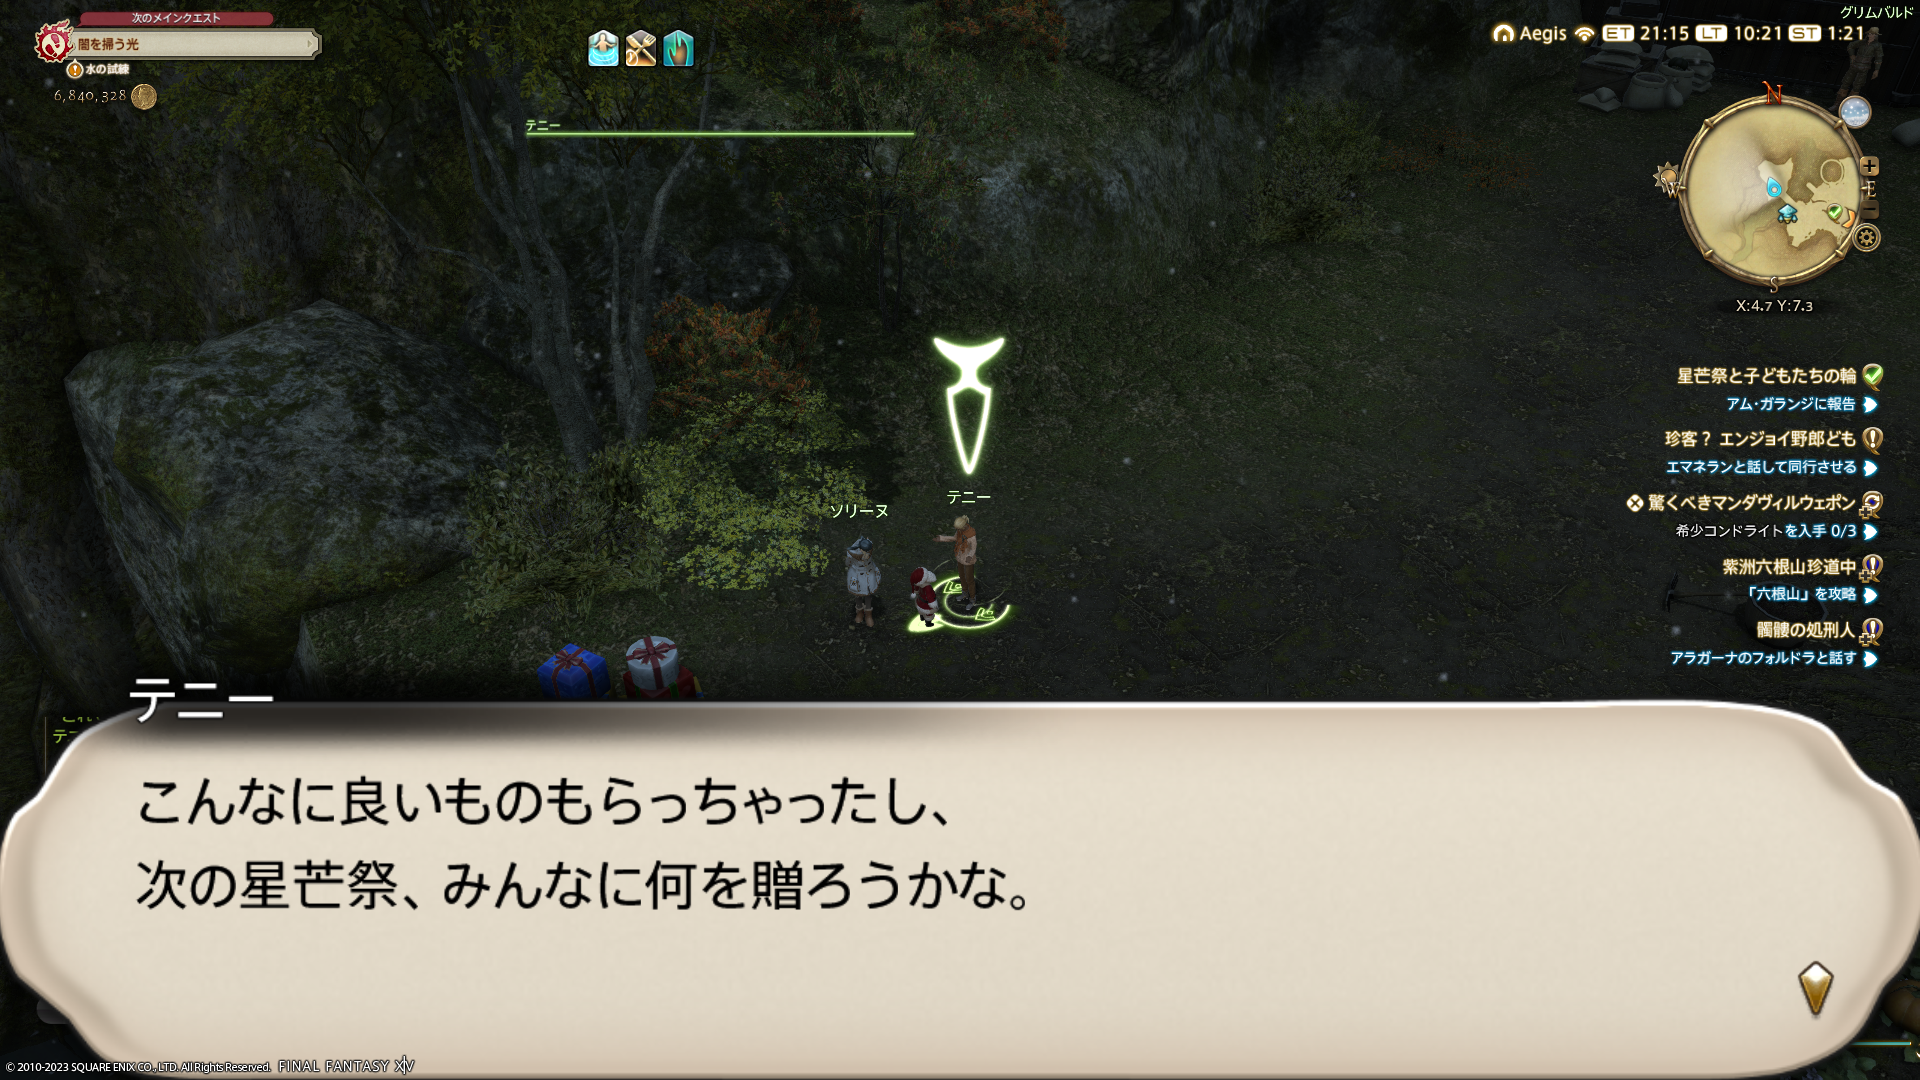 次のメインクエスト
闇を掃う光
水の試練
6,840,328
テニー
グリムバルド
Aegis ET 21:15 LT 10:21 ST 1:21
N
W
E
S
X:4.7 Y:7.3
星芒祭と子どもたちの輪
アム・ガランジに報告
珍客？ エンジョイ野郎ども
エマネランと話して同行させる
驚くべきマンダヴィルウェポン
希少コンドライトを入手 0/3
紫洲六根山珍道中
「六根山」を攻略
髑髏の処刑人
アラガーナのフォルドラと話す
テニー
ソリーヌ
テニー
こんなに良いものもらっちゃったし、
次の星芒祭、みんなに何を贈ろうかな。
© 2010-2023 SQUARE ENIX CO., LTD. All Rights Reserved. FINAL FANTASY XIV